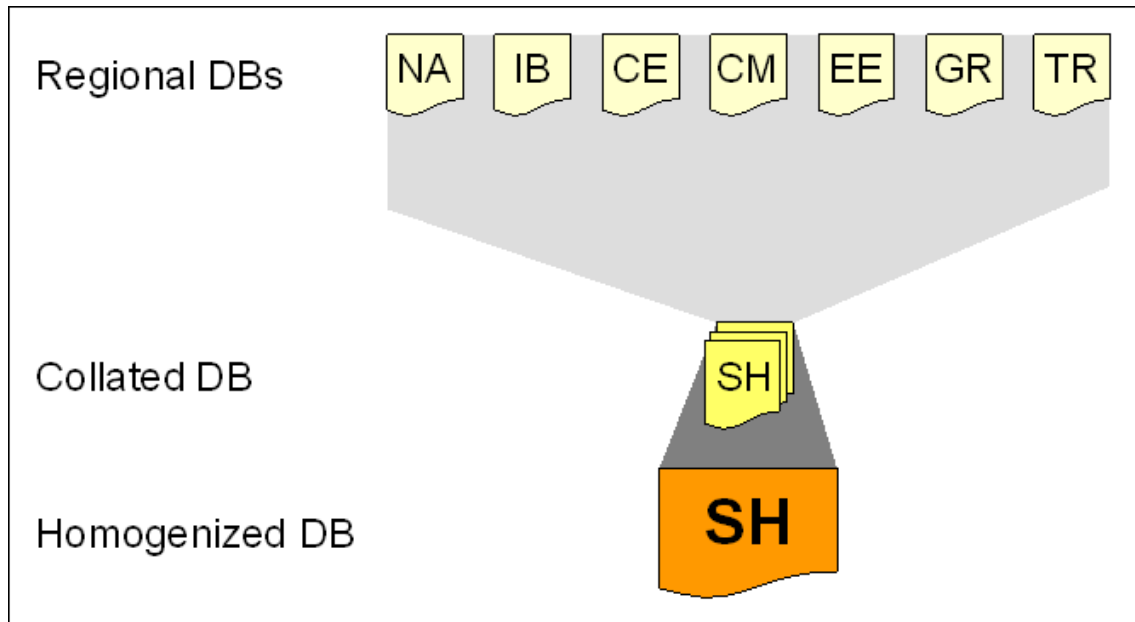 Regional DBs NA IB CE CM EE GR TR
Collated DB SH
Homogenized DB SH